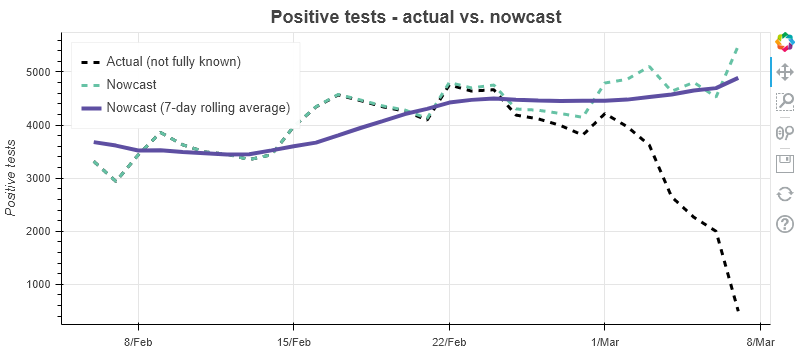 Positive tests - actual vs. nowcast
Actual (not fully known)
Nowcast
Nowcast (7-day rolling average)
Positive tests
5000
4000
3000
2000
1000
8/Feb
15/Feb
22/Feb
1/Mar
8/Mar